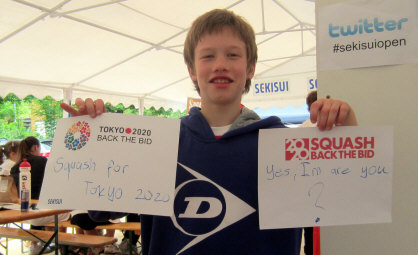 twitter
#sekisuiopen
SEKISUI
TOKYO 2020
BACK THE BID
Squash for
Tokyo 2020
SEKISUI
2020 SQUASH
BACK THE BID
Yes, I'm are you
?
D